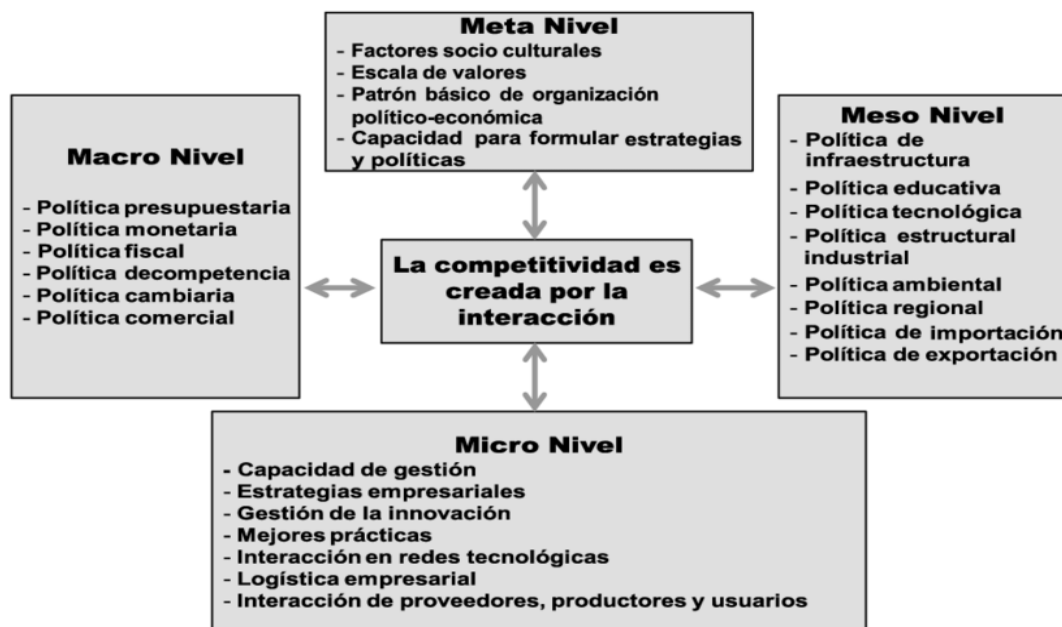 Meta Nivel
- Factores socio culturales
- Escala de valores
- Patrón básico de organización
político-económica
- Capacidad para formular estrategias
y políticas
Macro Nivel
- Política presupuestaria
- Política monetaria
- Política fiscal
- Política decompetencia
- Política cambiaria
- Política comercial
La competitividad es
creada por la
interacción
Meso Nivel
- Política de
infraestructura
- Política educativa
- Política tecnológica
- Política estructural
industrial
- Política ambiental
- Política regional
- Política de importación
- Política de exportación
Micro Nivel
- Capacidad de gestión
- Estrategias empresariales
- Gestión de la innovación
- Mejores prácticas
- Interacción en redes tecnológicas
- Logística empresarial
- Interacción de proveedores, productores y usuarios